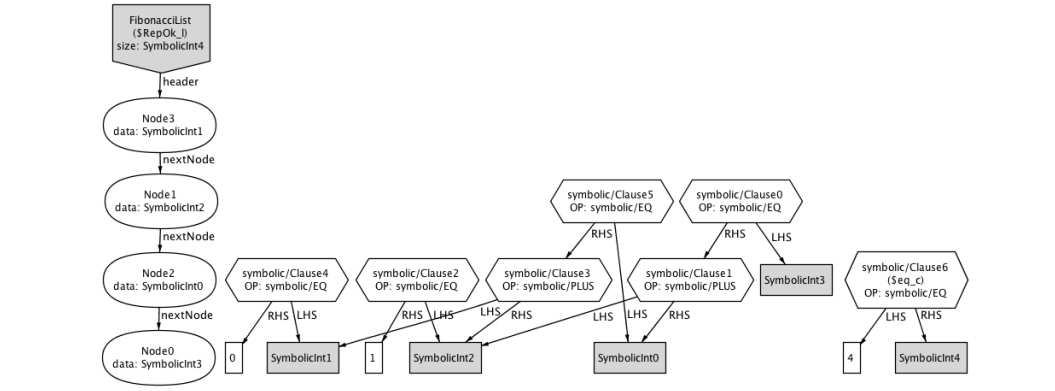 FibonacciList
($RepOk_l)
size: SymbolicInt4
header
Node3
data: SymbolicInt1
nextNode
Node1
data: SymbolicInt2
nextNode
Node2
data: SymbolicInt0
nextNode
Node0
data: SymbolicInt3
symbolic/Clause5
OP: symbolic/EQ
symbolic/Clause0
OP: symbolic/EQ
RHS
RHS
LHS
symbolic/Clause4
OP: symbolic/EQ
symbolic/Clause2
OP: symbolic/EQ
symbolic/Clause3
OP: symbolic/PLUS
symbolic/Clause1
OP: symbolic/PLUS
SymbolicInt3
symbolic/Clause6
($eq_c)
OP: symbolic/EQ
RHS
LHS
RHS
LHS
LHS
RHS
LHS
LHS
RHS
LHS
RHS
0
SymbolicInt1
1
SymbolicInt2
SymbolicInt0
4
SymbolicInt4